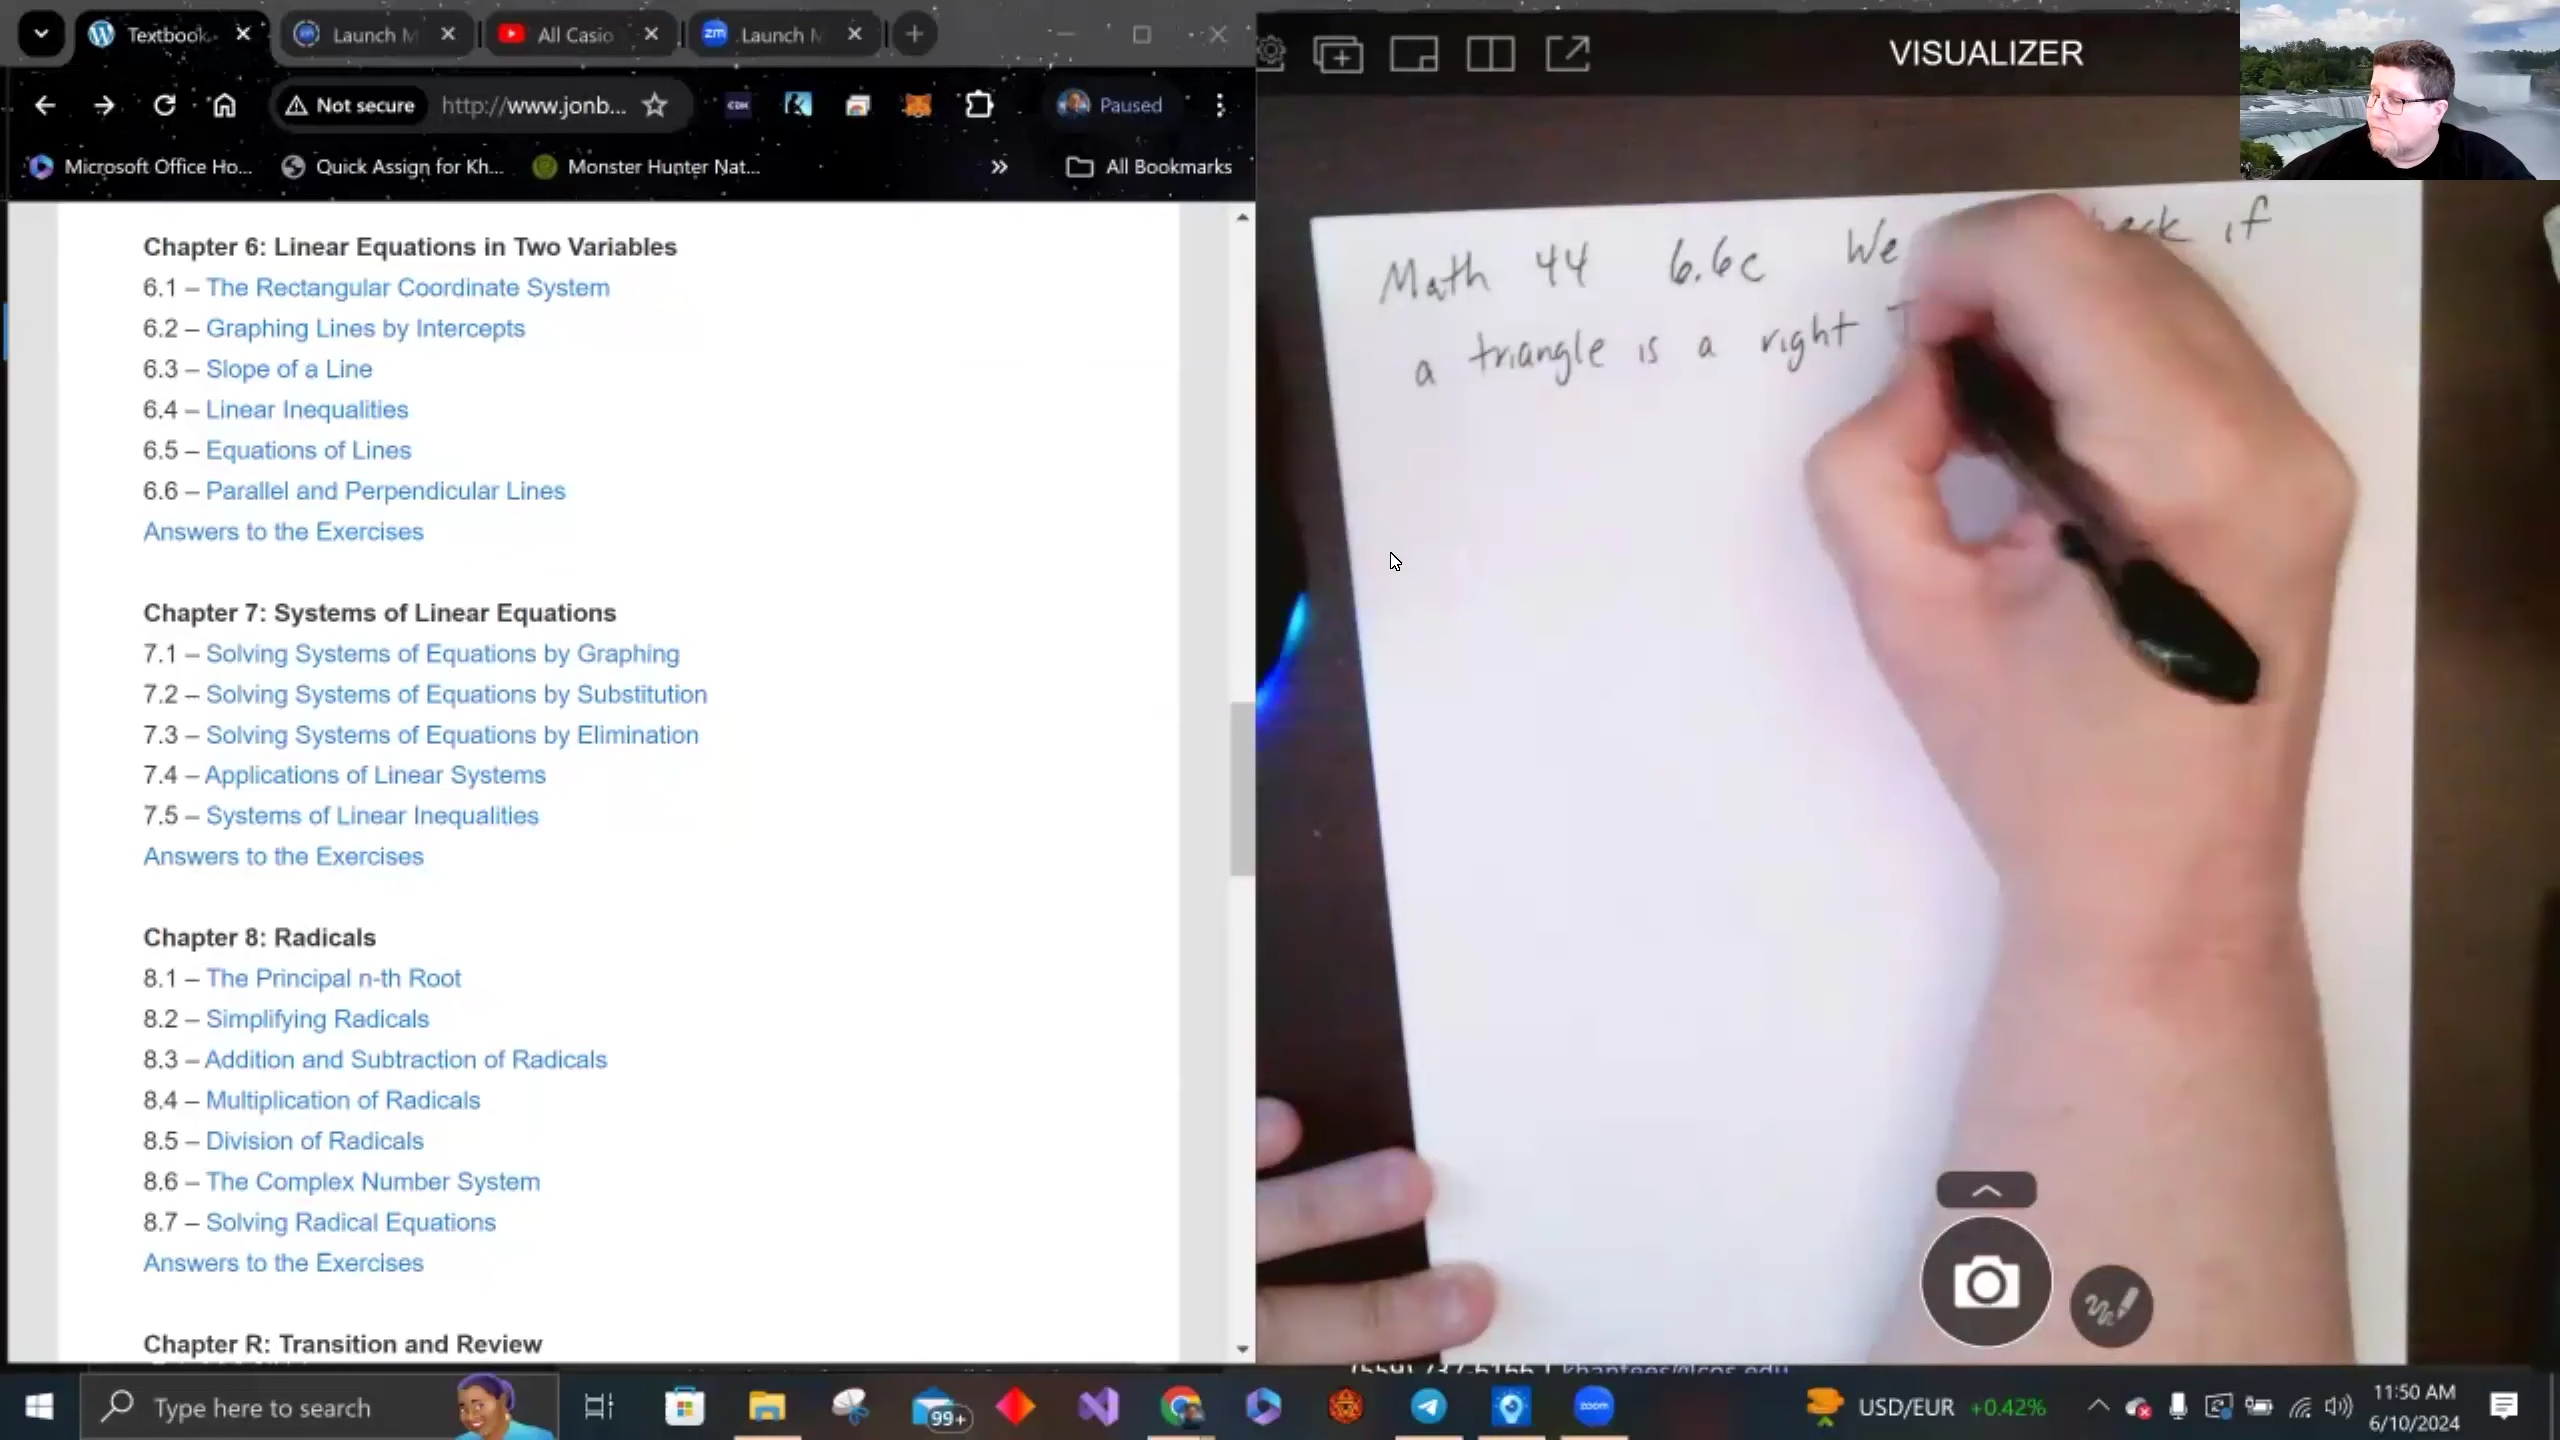 Textbook
Launch M
All Casio
zm
Launch M
Not secure
http://www.jonb...
CDK
Paused
Microsoft Office Ho...
Quick Assign for Kh...
Monster Hunter Nat...
»
All Bookmarks
Chapter 6: Linear Equations in Two Variables
6.1 – The Rectangular Coordinate System
6.2 – Graphing Lines by Intercepts
6.3 – Slope of a Line
6.4 – Linear Inequalities
6.5 – Equations of Lines
6.6 – Parallel and Perpendicular Lines
Answers to the Exercises
Chapter 7: Systems of Linear Equations
7.1 – Solving Systems of Equations by Graphing
7.2 – Solving Systems of Equations by Substitution
7.3 – Solving Systems of Equations by Elimination
7.4 – Applications of Linear Systems
7.5 – Systems of Linear Inequalities
Answers to the Exercises
Chapter 8: Radicals
8.1 – The Principal n-th Root
8.2 – Simplifying Radicals
8.3 – Addition and Subtraction of Radicals
8.4 – Multiplication of Radicals
8.5 – Division of Radicals
8.6 – The Complex Number System
8.7 – Solving Radical Equations
Answers to the Exercises
Chapter R: Transition and Review
VISUALIZER
Math 44 6.6c We if
a triangle is a right
Type here to search
99+
zoom
USD/EUR +0.42%
11:50 AM
6/10/2024